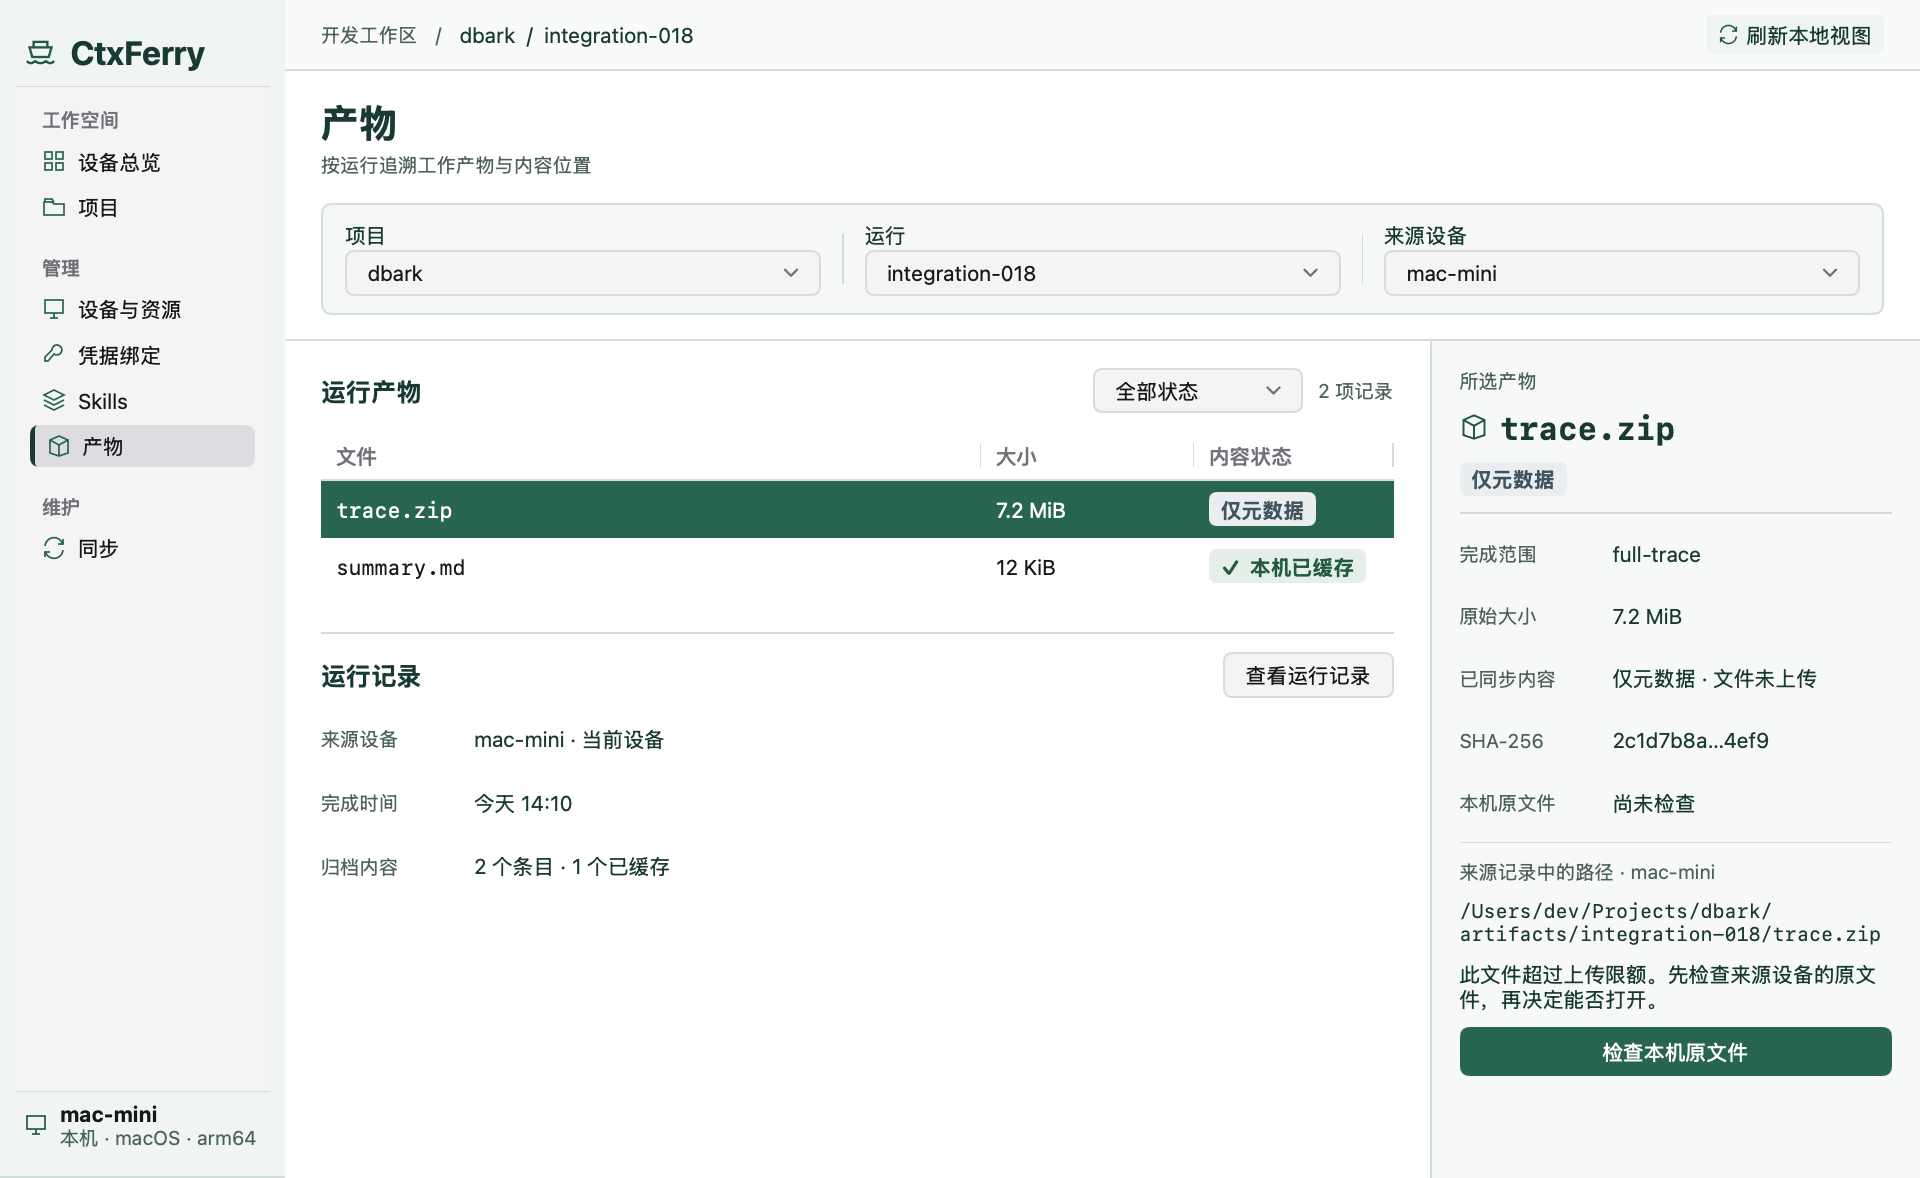 CtxFerry
工作空间
设备总览
项目
管理
设备与资源
凭据绑定
Skills
产物
维护
同步
mac-mini
本机 · macOS · arm64
开发工作区 / dbark / integration-018
刷新本地视图
产物
按运行追溯工作产物与内容位置
项目
dbark
运行
integration-018
来源设备
mac-mini
运行产物
全部状态
2 项记录
文件 大小 内容状态
trace.zip 7.2 MiB 仅元数据
summary.md 12 KiB 本机已缓存
运行记录
查看运行记录
来源设备 mac-mini · 当前设备
完成时间 今天 14:10
归档内容 2 个条目 · 1 个已缓存
所选产物
trace.zip
仅元数据
完成范围 full-trace
原始大小 7.2 MiB
已同步内容 仅元数据 · 文件未上传
SHA-256 2c1d7b8a…4ef9
本机原文件 尚未检查
来源记录中的路径 · mac-mini
/Users/dev/Projects/dbark/
artifacts/integration-018/trace.zip
此文件超过上传限额。先检查来源设备的原文
件，再决定能否打开。
检查本机原文件